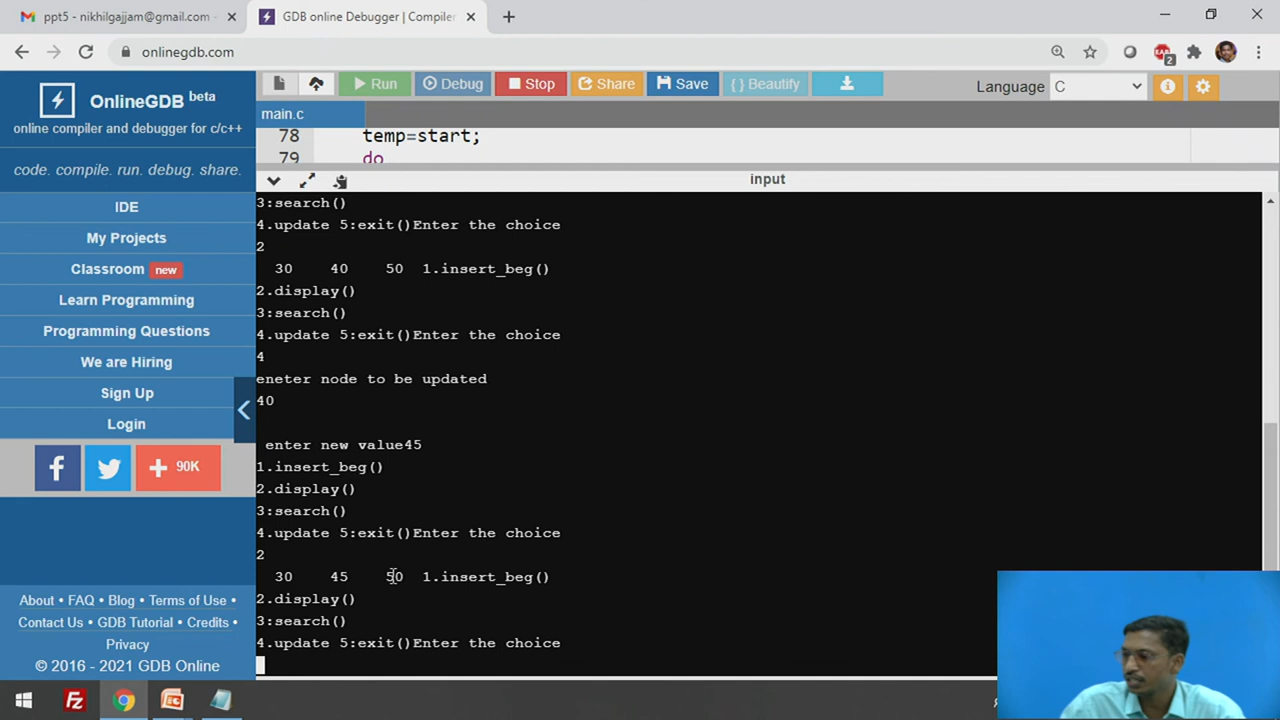 ppt5 - nikhilgajjam@gmail.com
GDB online Debugger | Compiler
onlinegdb.com
2
OnlineGDB beta
online compiler and debugger for c/c++
code. compile. run. debug. share.
IDE
My Projects
Classroom new
Learn Programming
Programming Questions
We are Hiring
Sign Up
Login
90K
About • FAQ • Blog • Terms of Use •
Contact Us • GDB Tutorial • Credits •
Privacy
© 2016 - 2021 GDB Online
Run Debug Stop Share Save { } Beautify Language C
main.c
78 temp=start;
79 do
input
3:search()
4.update 5:exit()Enter the choice
2
30 40 50 1.insert_beg()
2.display()
3:search()
4.update 5:exit()Enter the choice
4
eneter node to be updated
40
enter new value45
1.insert_beg()
2.display()
3:search()
4.update 5:exit()Enter the choice
2
30 45 50 1.insert_beg()
2.display()
3:search()
4.update 5:exit()Enter the choice